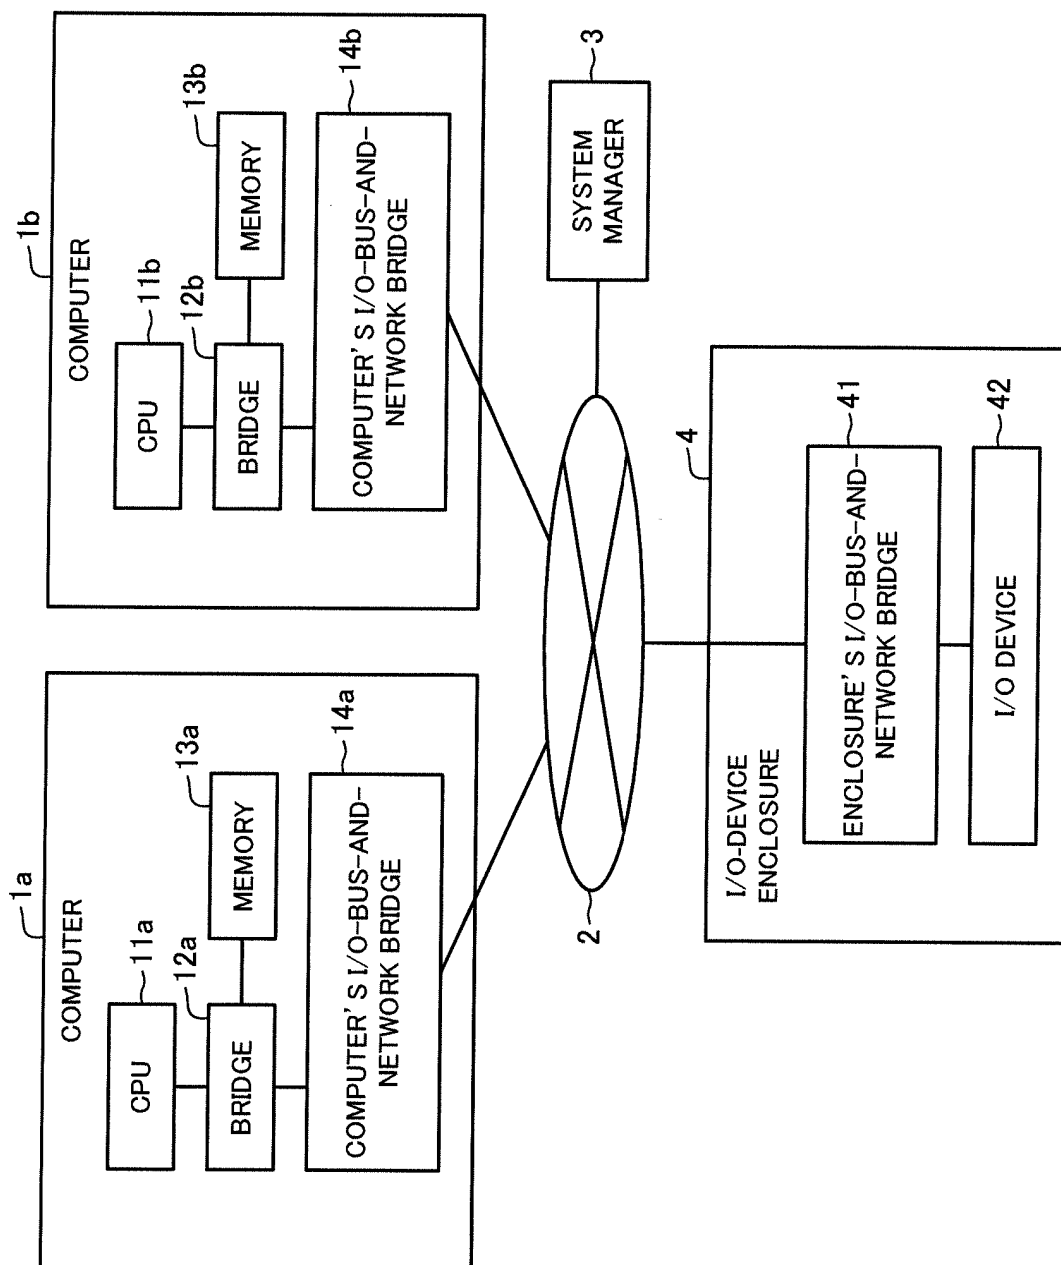 1a
COMPUTER
11a
CPU
12a
BRIDGE
13a
MEMORY
14a
COMPUTER'S I/O-BUS-AND-
NETWORK BRIDGE
1b
COMPUTER
11b
CPU
12b
BRIDGE
13b
MEMORY
14b
COMPUTER'S I/O-BUS-AND-
NETWORK BRIDGE
2
3
SYSTEM
MANAGER
4
I/O-DEVICE
ENCLOSURE
41
ENCLOSURE'S I/O-BUS-AND-
NETWORK BRIDGE
42
I/O DEVICE